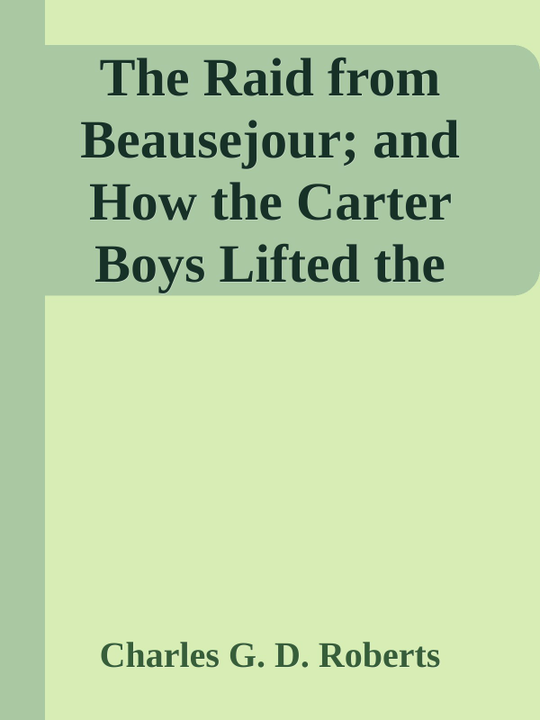 The Raid from
Beausejour; and
How the Carter
Boys Lifted the
Charles G. D. Roberts